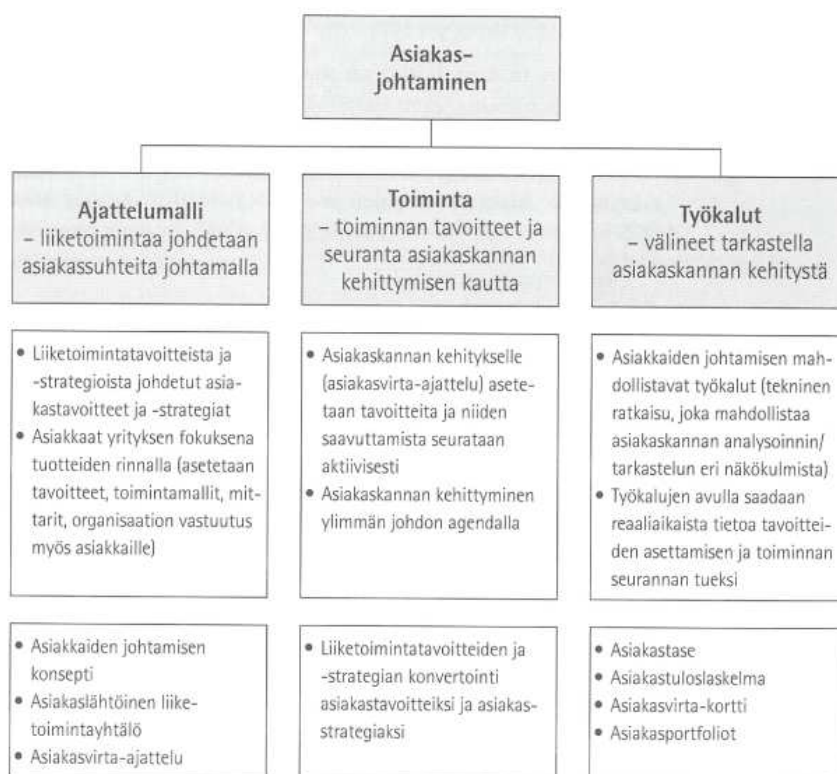 Asiakas-
johtaminen
Ajattelumalli
– liiketoimintaa johdetaan
asiakassuhteita johtamalla
Toiminta
– toiminnan tavoitteet ja
seuranta asiakaskannan
kehittymisen kautta
Työkalut
– välineet tarkastella
asiakaskannan kehitystä
• Liiketoimintatavoitteista ja
-strategioista johdetut asia-
kastavoitteet ja -strategiat
• Asiakkaat yrityksen fokuksena
tuotteiden rinnalla (asetetaan
tavoitteet, toimintamallit, mit-
tarit, organisaation vastuutus
myös asiakkaille)
• Asiakaskannan kehitykselle
(asiakasvirta-ajattelu) asete-
taan tavoitteita ja niiden
saavuttamista seurataan
aktiivisesti
• Asiakaskannan kehittyminen
ylimmän johdon agendalla
• Asiakkaiden johtamisen mah-
dollistavat työkalut (tekninen
ratkaisu, joka mahdollistaa
asiakaskannan analysoinnin/
tarkastelun eri näkökulmista)
• Työkalujen avulla saadaan
reaaliaikaista tietoa tavoittei-
den asettamisen ja toiminnan
seurannan tueksi
• Asiakkaiden johtamisen
konsepti
• Asiakaslähtöinen liike-
toimintayhtälö
• Asiakasvirta-ajattelu
• Liiketoimintatavoitteiden ja
-strategian konvertointi
asiakastavoitteiksi ja asiakas-
strategiaksi
• Asiakastase
• Asiakastuloslaskelma
• Asiakasvirta-kortti
• Asiakasportfoliot